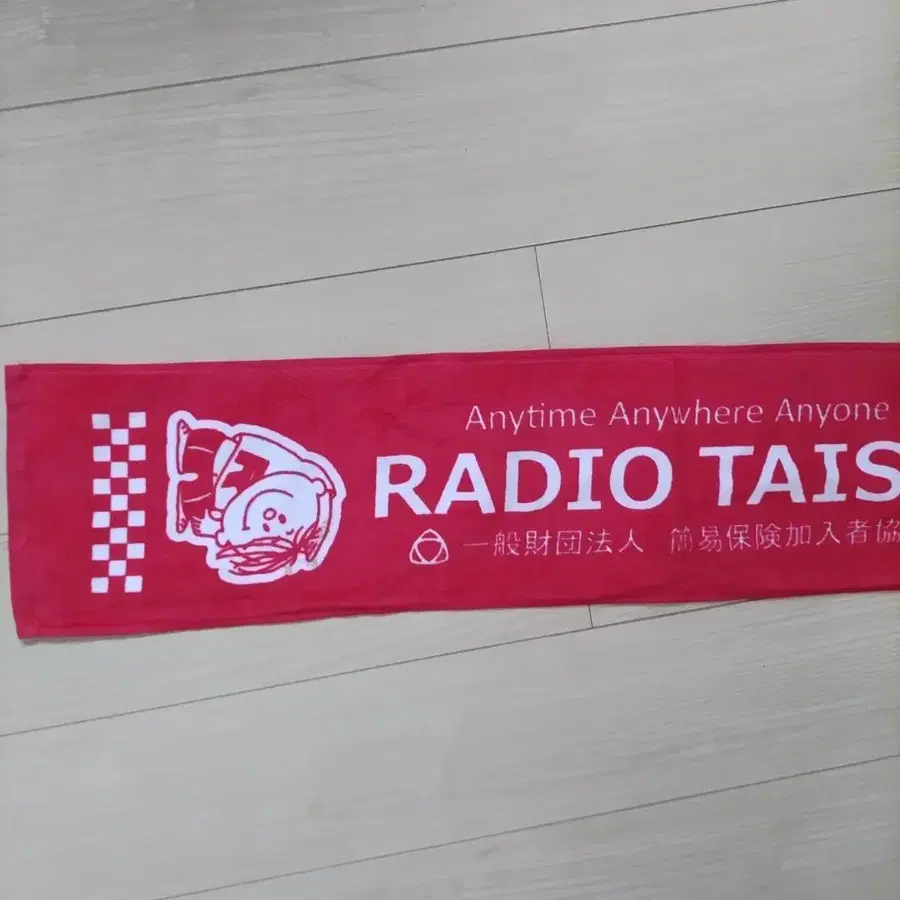 Anytime Anywhere Anyone
RADIO TAIS
一般財団法人 簡易保険加入者協